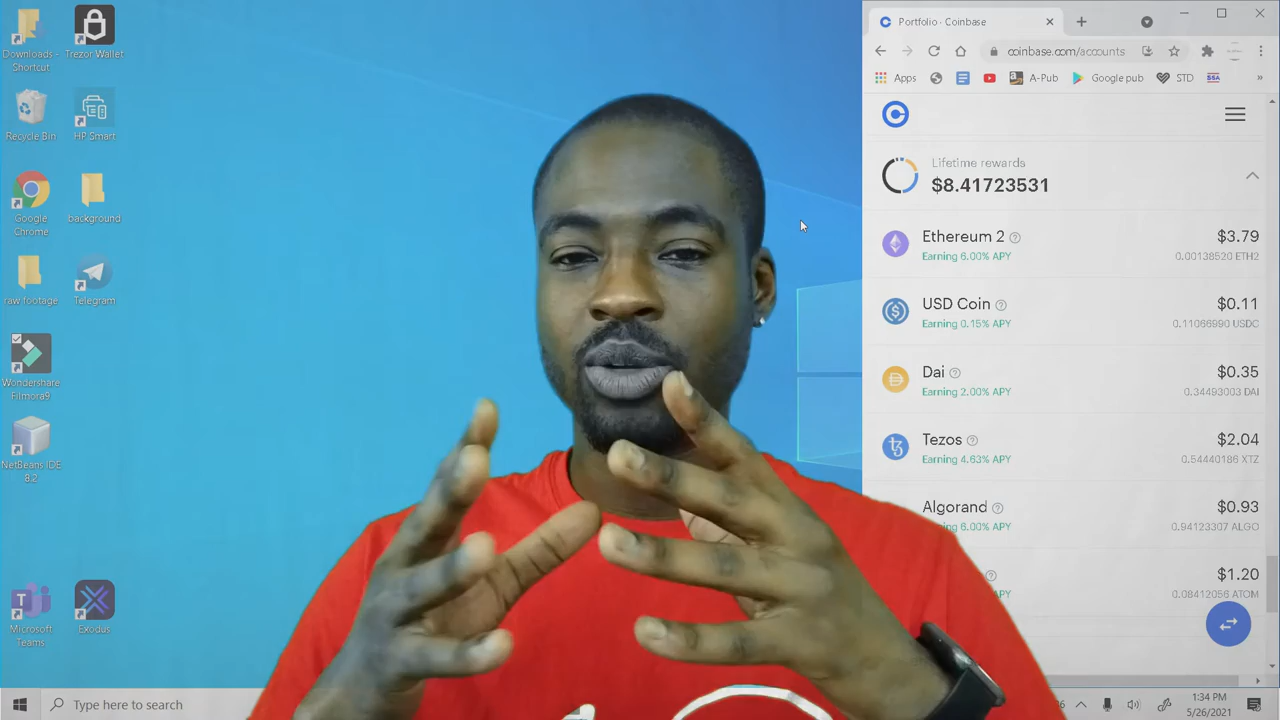 Downloads -
Shortcut
Trezor Wallet
Recycle Bin
HP Smart
Google
Chrome
background
raw footage
Telegram
Wondershare
Filmora9
NetBeans IDE
8.2
Microsoft
Teams
Exodus
Type here to search
Portfolio - Coinbase
coinbase.com/accounts
Apps
A-Pub
Google pub
STD
Lifetime rewards
$8.41723531
Ethereum 2
$3.79
Earning 6.00% APY
0.00138520 ETH2
USD Coin
$0.11
Earning 0.15% APY
0.11066990 USDC
Dai
$0.35
Earning 2.00% APY
0.34493003 DAI
Tezos
$2.04
Earning 4.63% APY
0.54440186 XTZ
Algorand
$0.93
6.00% APY
0.94123307 ALGO
$1.20
0.08412056 ATOM
1:34 PM
5/26/2021